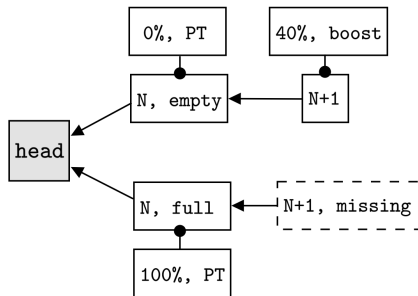 0%, PT
40%, boost
N, empty
N+1
head
N, full
N+1, missing
100%, PT